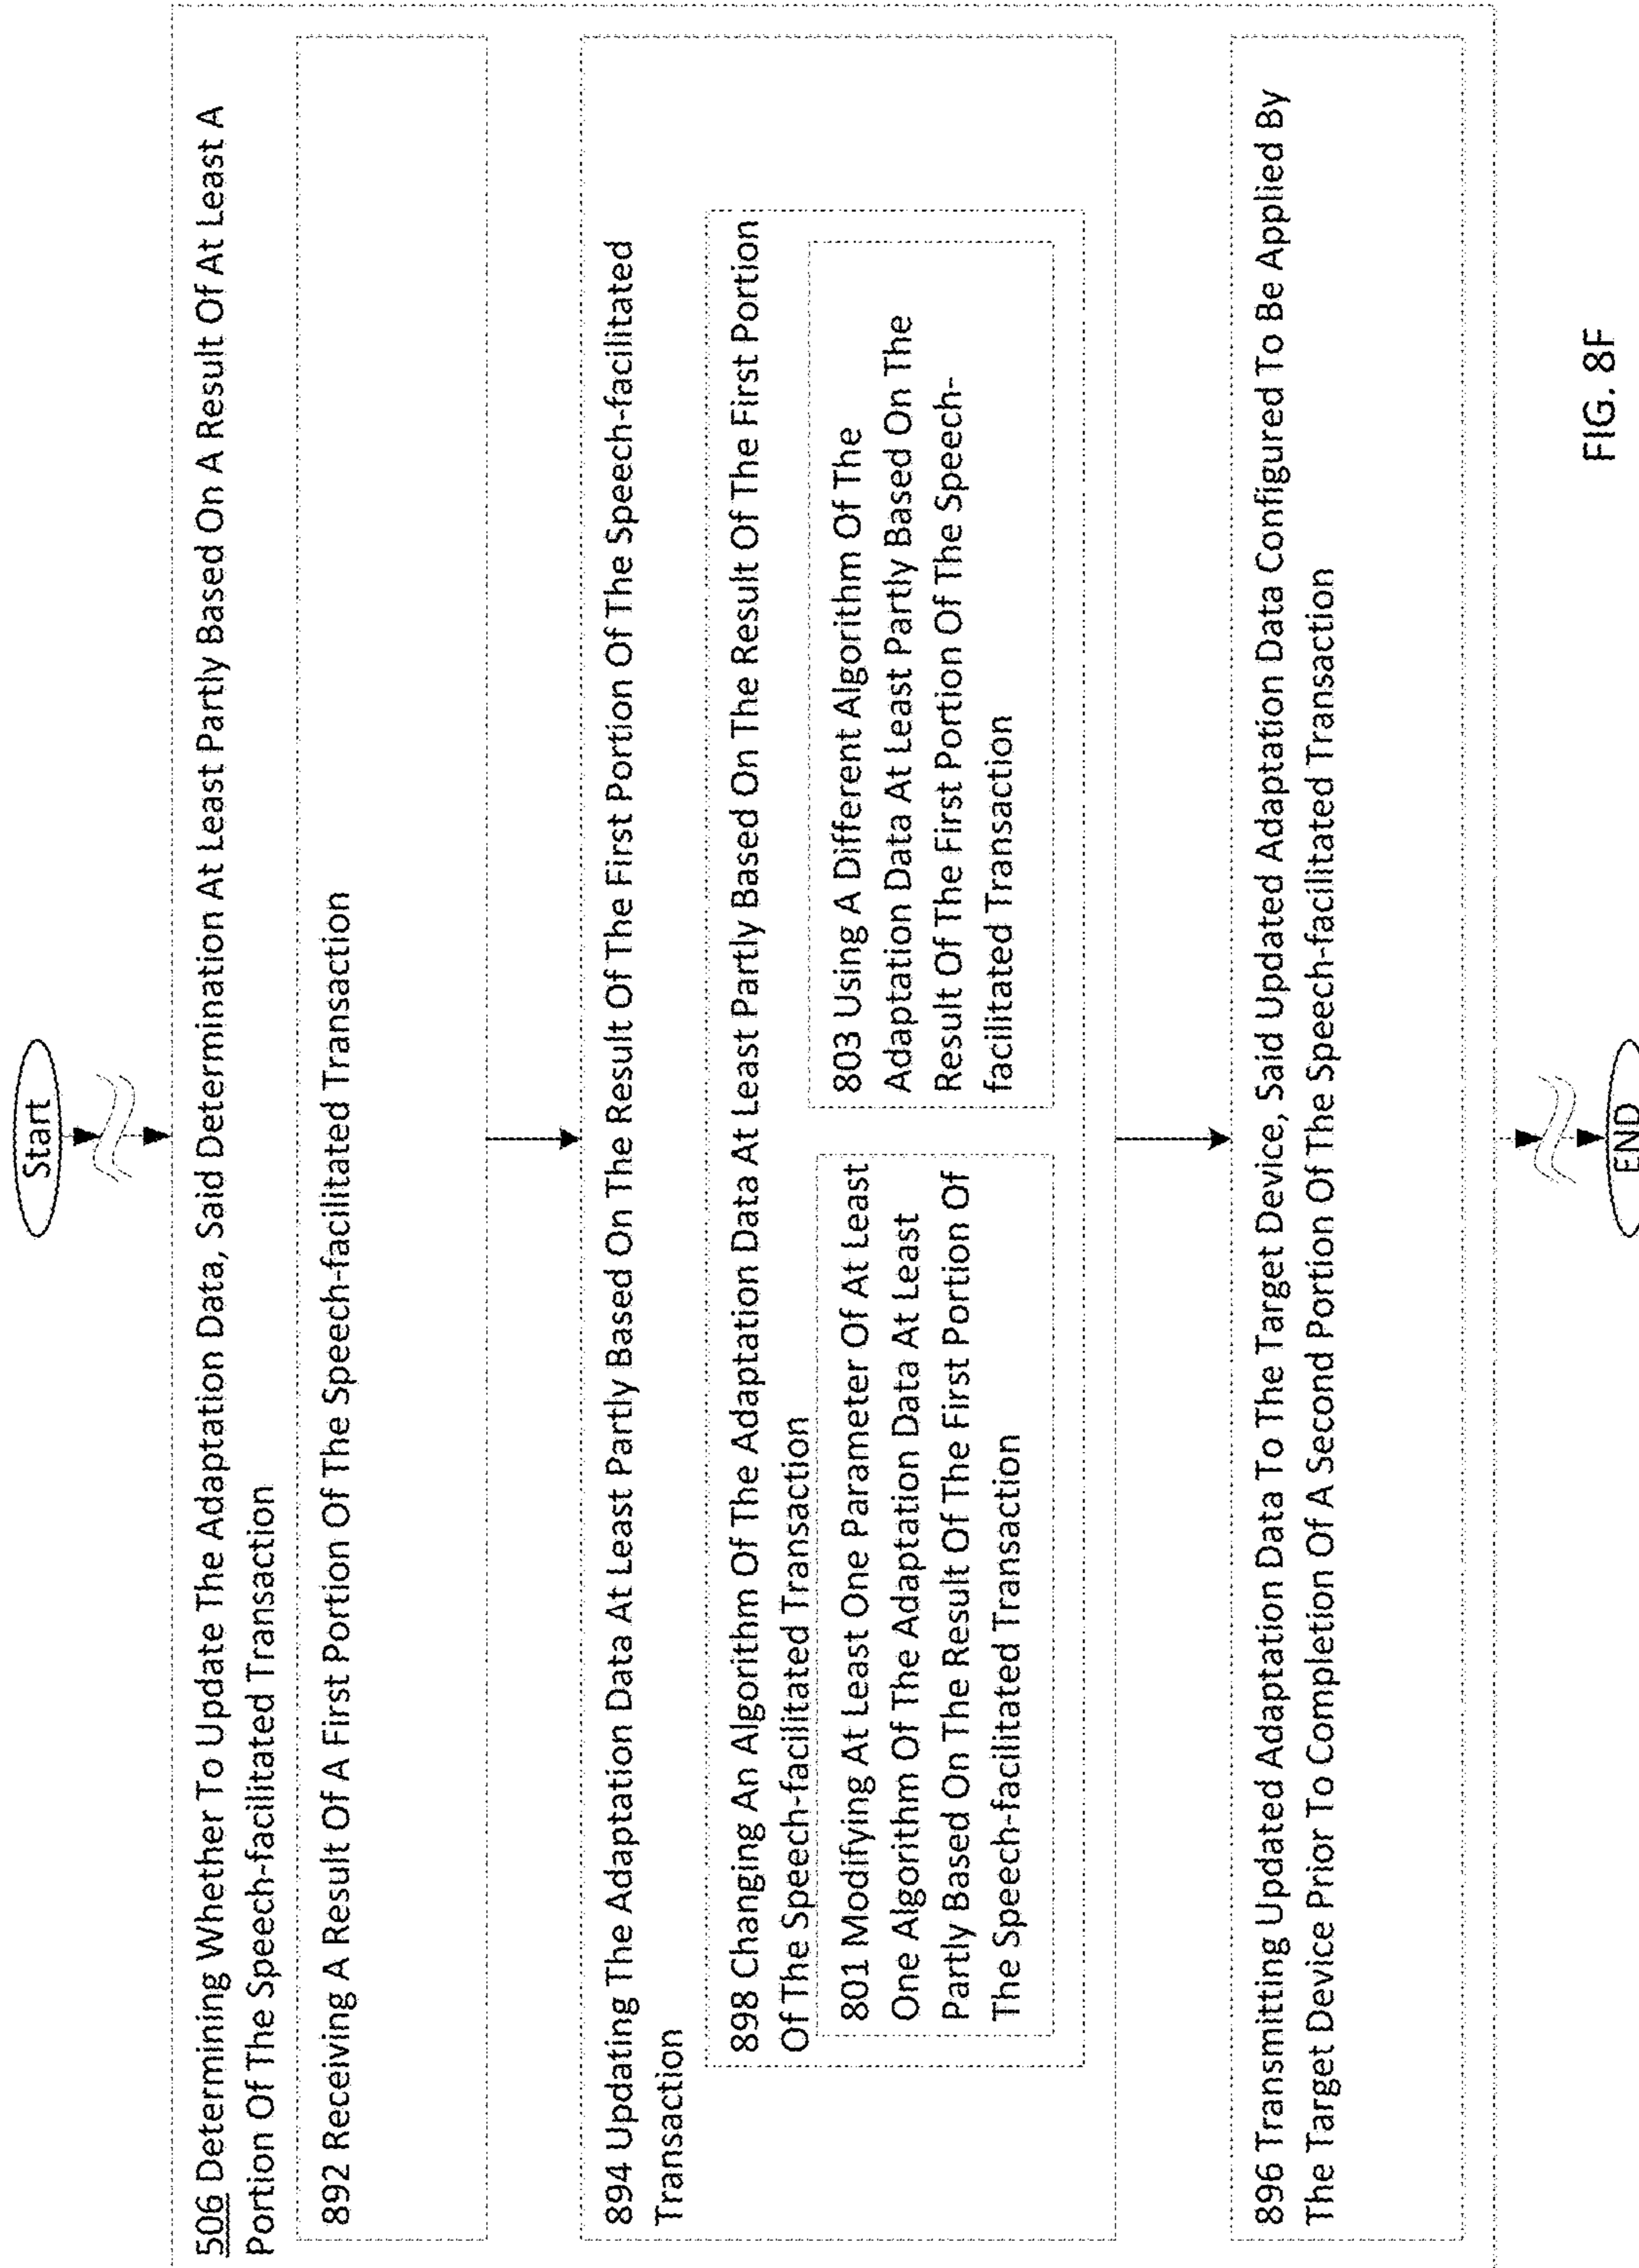 Start
506 Determining Whether To Update The Adaptation Data, Said Determination At Least Partly Based On A Result Of At Least A
Portion Of The Speech-facilitated Transaction
892 Receiving A Result Of A First Portion Of The Speech-facilitated Transaction
894 Updating The Adaptation Data At Least Partly Based On The Result Of The First Portion Of The Speech-facilitated
Transaction
898 Changing An Algorithm Of The Adaptation Data At Least Partly Based On The Result Of The First Portion
Of The Speech-facilitated Transaction
801 Modifying At Least One Parameter Of At Least
One Algorithm Of The Adaptation Data At Least
Partly Based On The Result Of The First Portion Of
The Speech-facilitated Transaction
803 Using A Different Algorithm Of The
Adaptation Data At Least Partly Based On The
Result Of The First Portion Of The Speech-
facilitated Transaction
896 Transmitting Updated Adaptation Data To The Target Device, Said Updated Adaptation Data Configured To Be Applied By
The Target Device Prior To Completion Of A Second Portion Of The Speech-facilitated Transaction
END
FIG. 8F